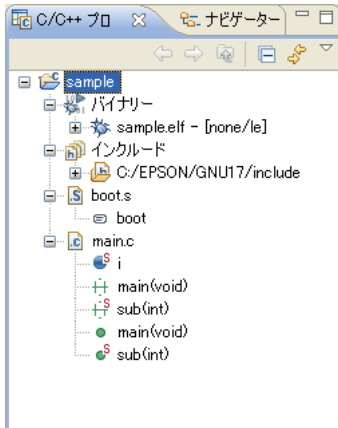 C/C++ プロ
ナビゲーター
sample
バイナリー
sample.elf - [none/le]
インクルード
C:/EPSON/GNU17/include
boot.s
boot
main.c
i
main(void)
sub(int)
main(void)
sub(int)